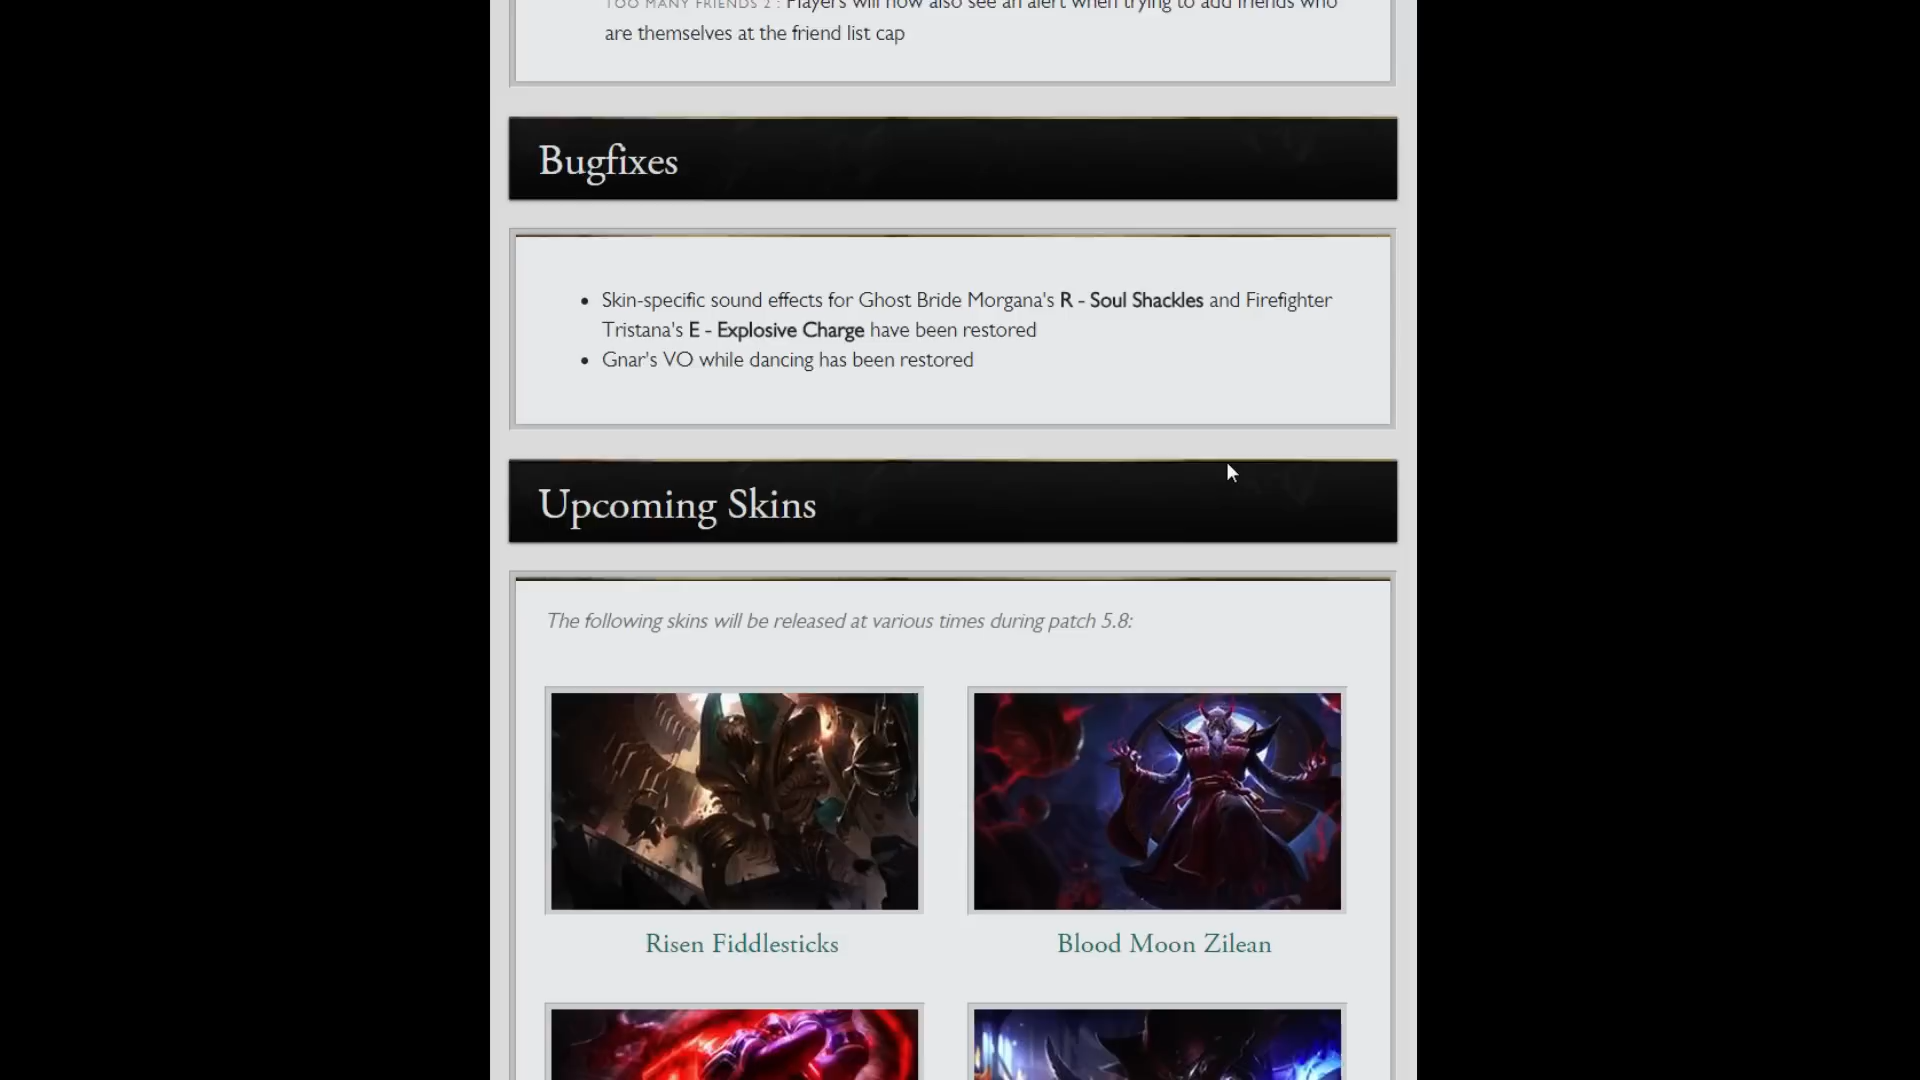 TOO MANY FRIENDS 2 : Players will now also see an alert when trying to add friends who
are themselves at the friend list cap
Bugfixes
• Skin-specific sound effects for Ghost Bride Morgana's R - Soul Shackles and Firefighter
Tristana's E - Explosive Charge have been restored
• Gnar's VO while dancing has been restored
Upcoming Skins
The following skins will be released at various times during patch 5.8:
Risen Fiddlesticks
Blood Moon Zilean